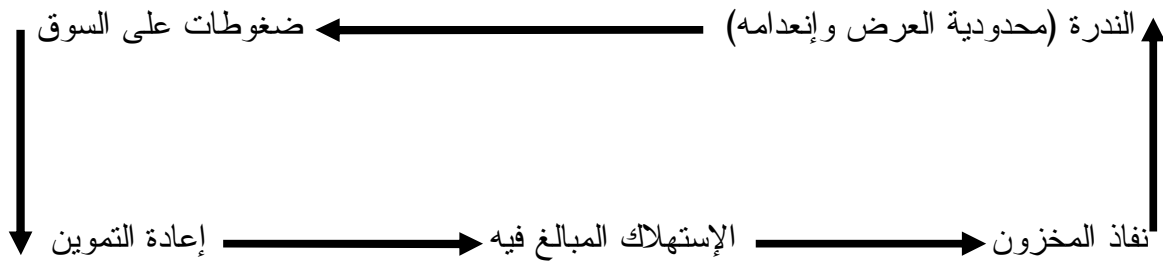 الندرة (محدودية العرض وإنعدامه) ضغوطات على السوق
نفاذ المخزون الإستهلاك المبالغ فيه إعادة التموين